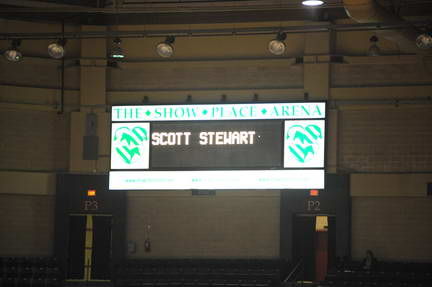 THE ♦ SHOW ♦ PLACE ♦ ARENA
SCOTT STEWART
P3
P2